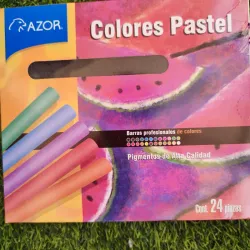 AZOR
Colores Pastel
Barras profesionales de colores
Pigmentos de Alta Calidad
Cont. 24 piezas